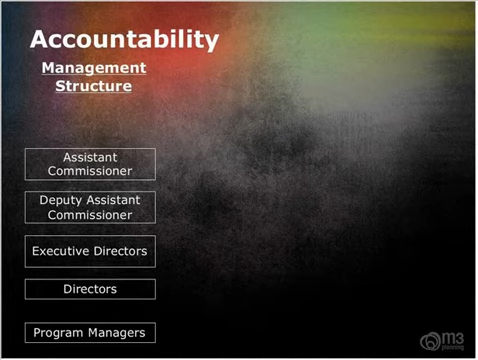 Accountability
Management
Structure
Assistant
Commissioner
Deputy Assistant
Commissioner
Executive Directors
Directors
Program Managers
m3
planning